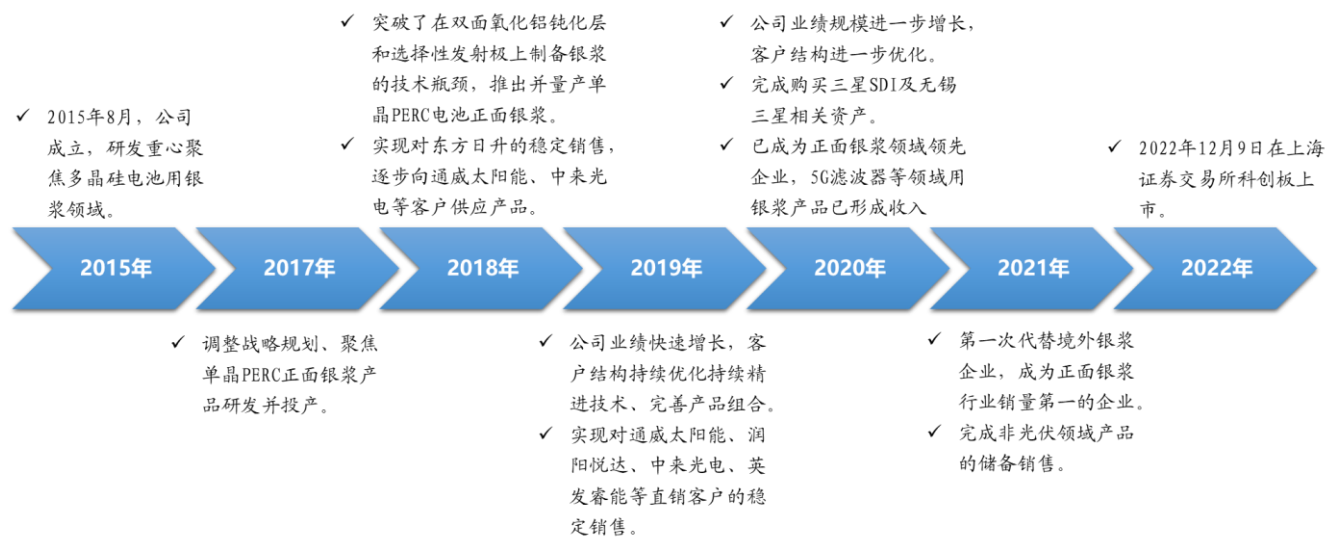 ✓ 2015年8月，公司
成立，研发重心聚
焦多晶硅电池用银
浆领域。
✓ 突破了在双面氧化铝钝化层
和选择性发射极上制备银浆
的技术瓶颈，推出并量产单
晶PERC电池正面银浆。
✓ 实现对东方日升的稳定销售，
逐步向通威太阳能、中来光
电等客户供应产品。
✓ 公司业绩规模进一步增长，
客户结构进一步优化。
✓ 完成购买三星SDI及无锡
三星相关资产。
✓ 已成为正面银浆领域领先
企业，5G滤波器等领域用
银浆产品已形成收入
✓ 2022年12月9日在上海
证券交易所科创板上
市。
2015年
2017年
2018年
2019年
2020年
2021年
2022年
✓ 调整战略规划、聚焦
单晶PERC正面银浆产
品研发并投产。
✓ 公司业绩快速增长，客
户结构持续优化持续精
进技术、完善产品组合。
✓ 实现对通威太阳能、润
阳悦达、中来光电、英
发睿能等直销客户的稳
定销售。
✓ 第一次代替境外银浆
企业，成为正面银浆
行业销量第一的企业。
✓ 完成非光伏领域产品
的储备销售。